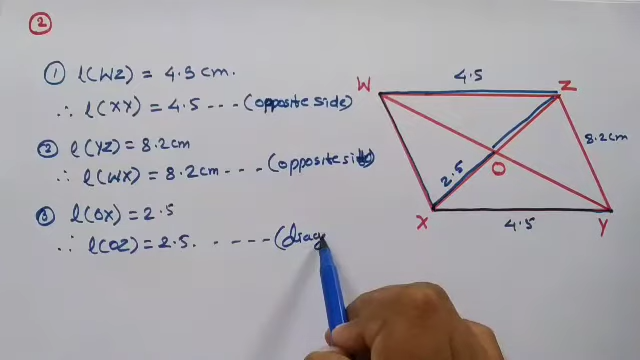 2
1 l(WZ) = 4.5 cm.
∴ l(XX) = 4.5 --- (opposite side)
2 l(YZ) = 8.2 cm
∴ l(WX) = 8.2 cm --- (opposite side)
3 l(OX) = 2.5
∴ l(OZ) = 2.5. ----- (diag
W 4.5 Z
8.2 cm
2.5 O
X 4.5 Y